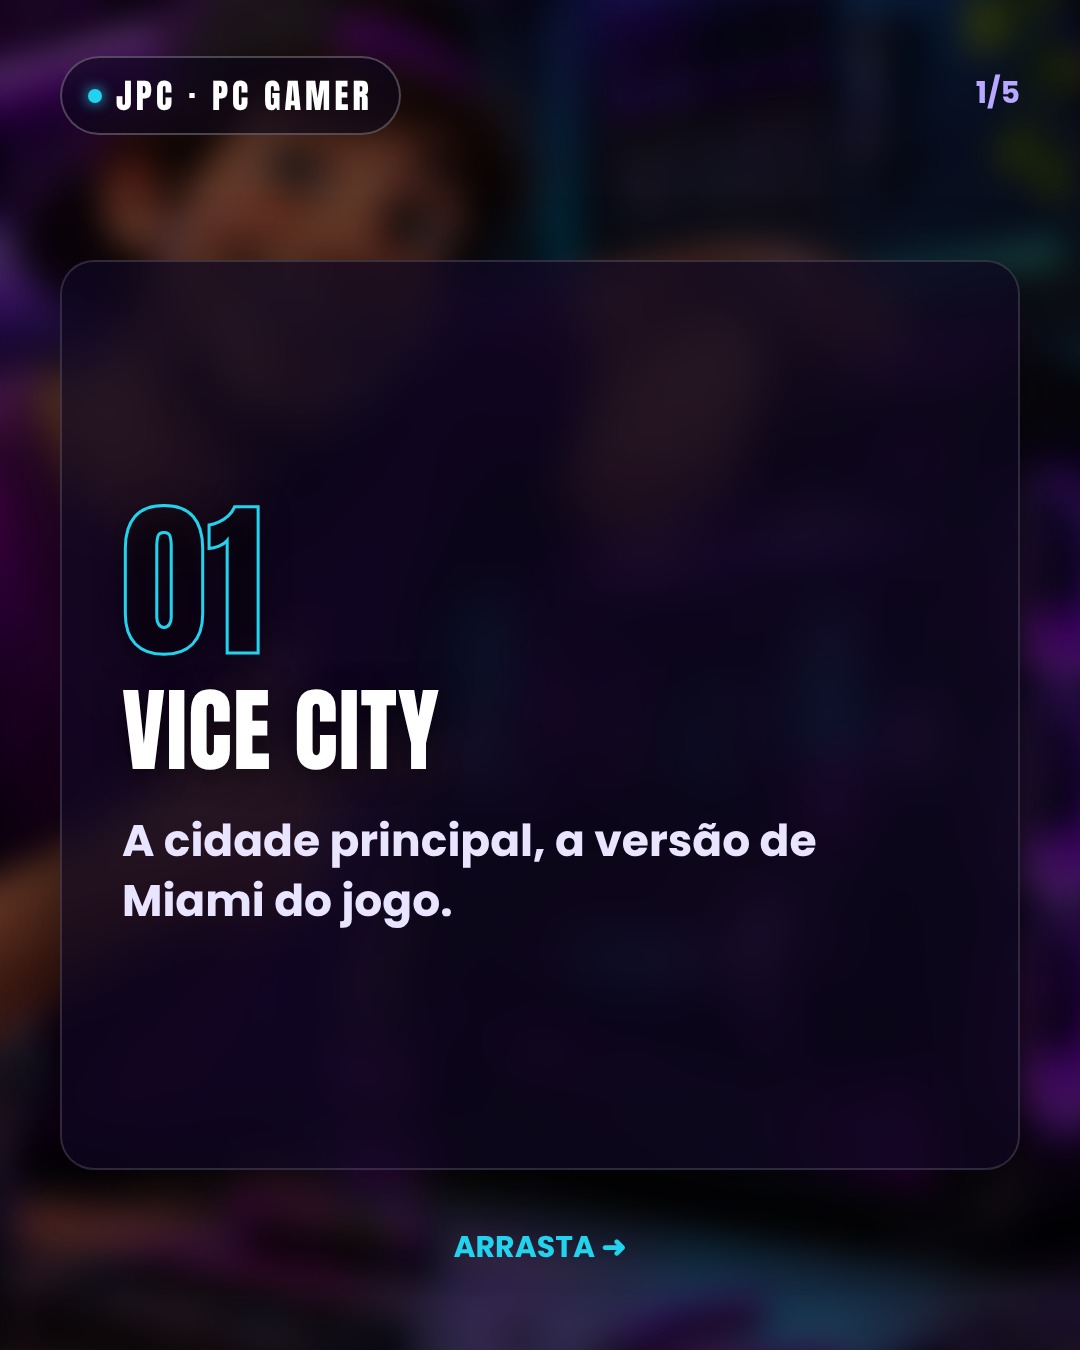 JPC · PC GAMER
1/5
01
VICE CITY
A cidade principal, a versão de
Miami do jogo.
ARRASTA →